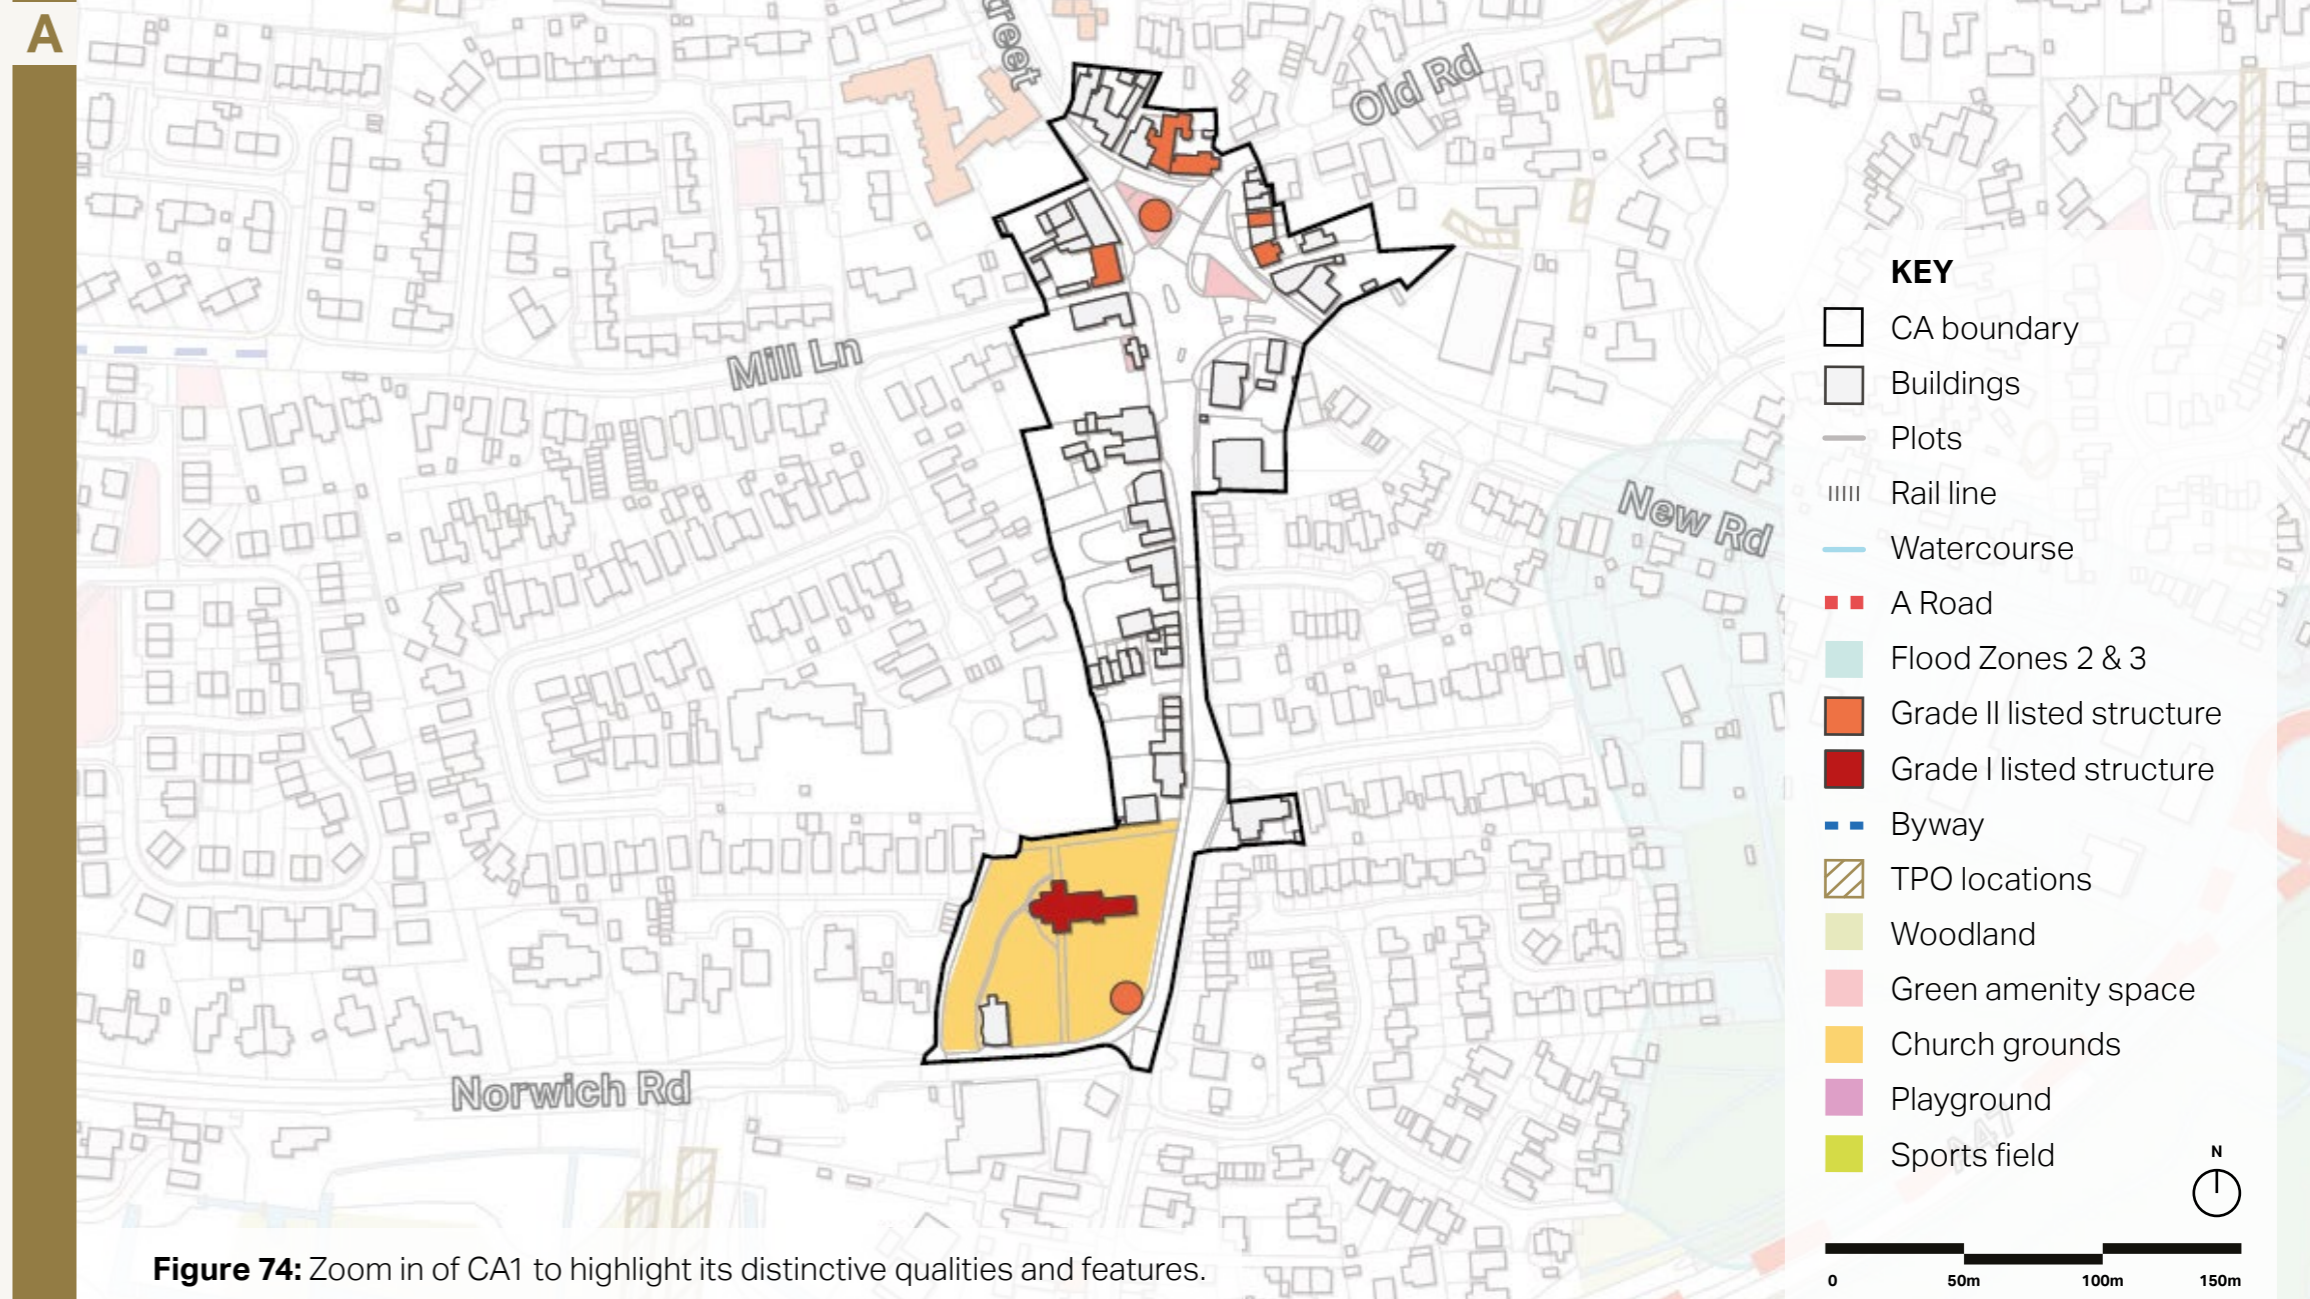 A
treet
Old Rd
Mill Ln
New Rd
Norwich Rd
A47
KEY
CA boundary
Buildings
Plots
Rail line
Watercourse
A Road
Flood Zones 2 & 3
Grade II listed structure
Grade I listed structure
Byway
TPO locations
Woodland
Green amenity space
Church grounds
Playground
Sports field
N
0 50m 100m 150m
Figure 74: Zoom in of CA1 to highlight its distinctive qualities and features.